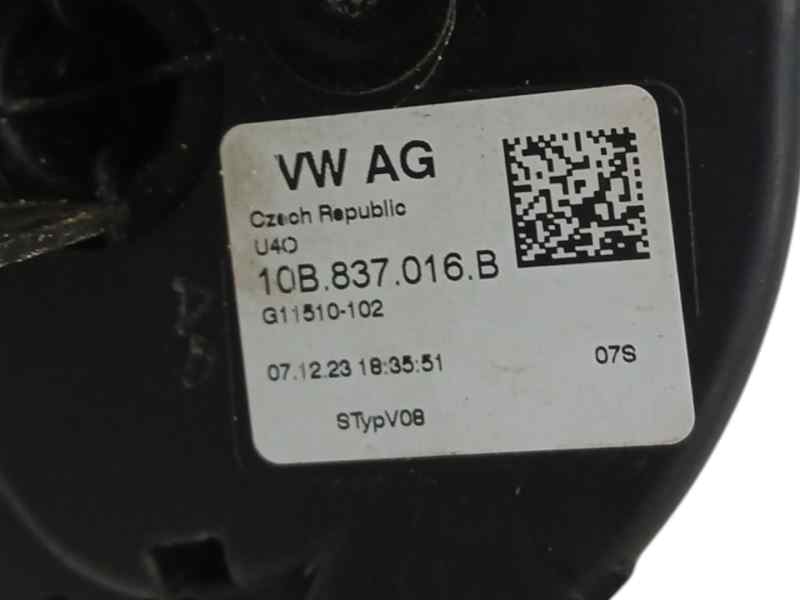 VW AG
Czech Republic
U4O
10B.837.016.B
G11510-102
07.12.23 18:35:51 07S
STypV08